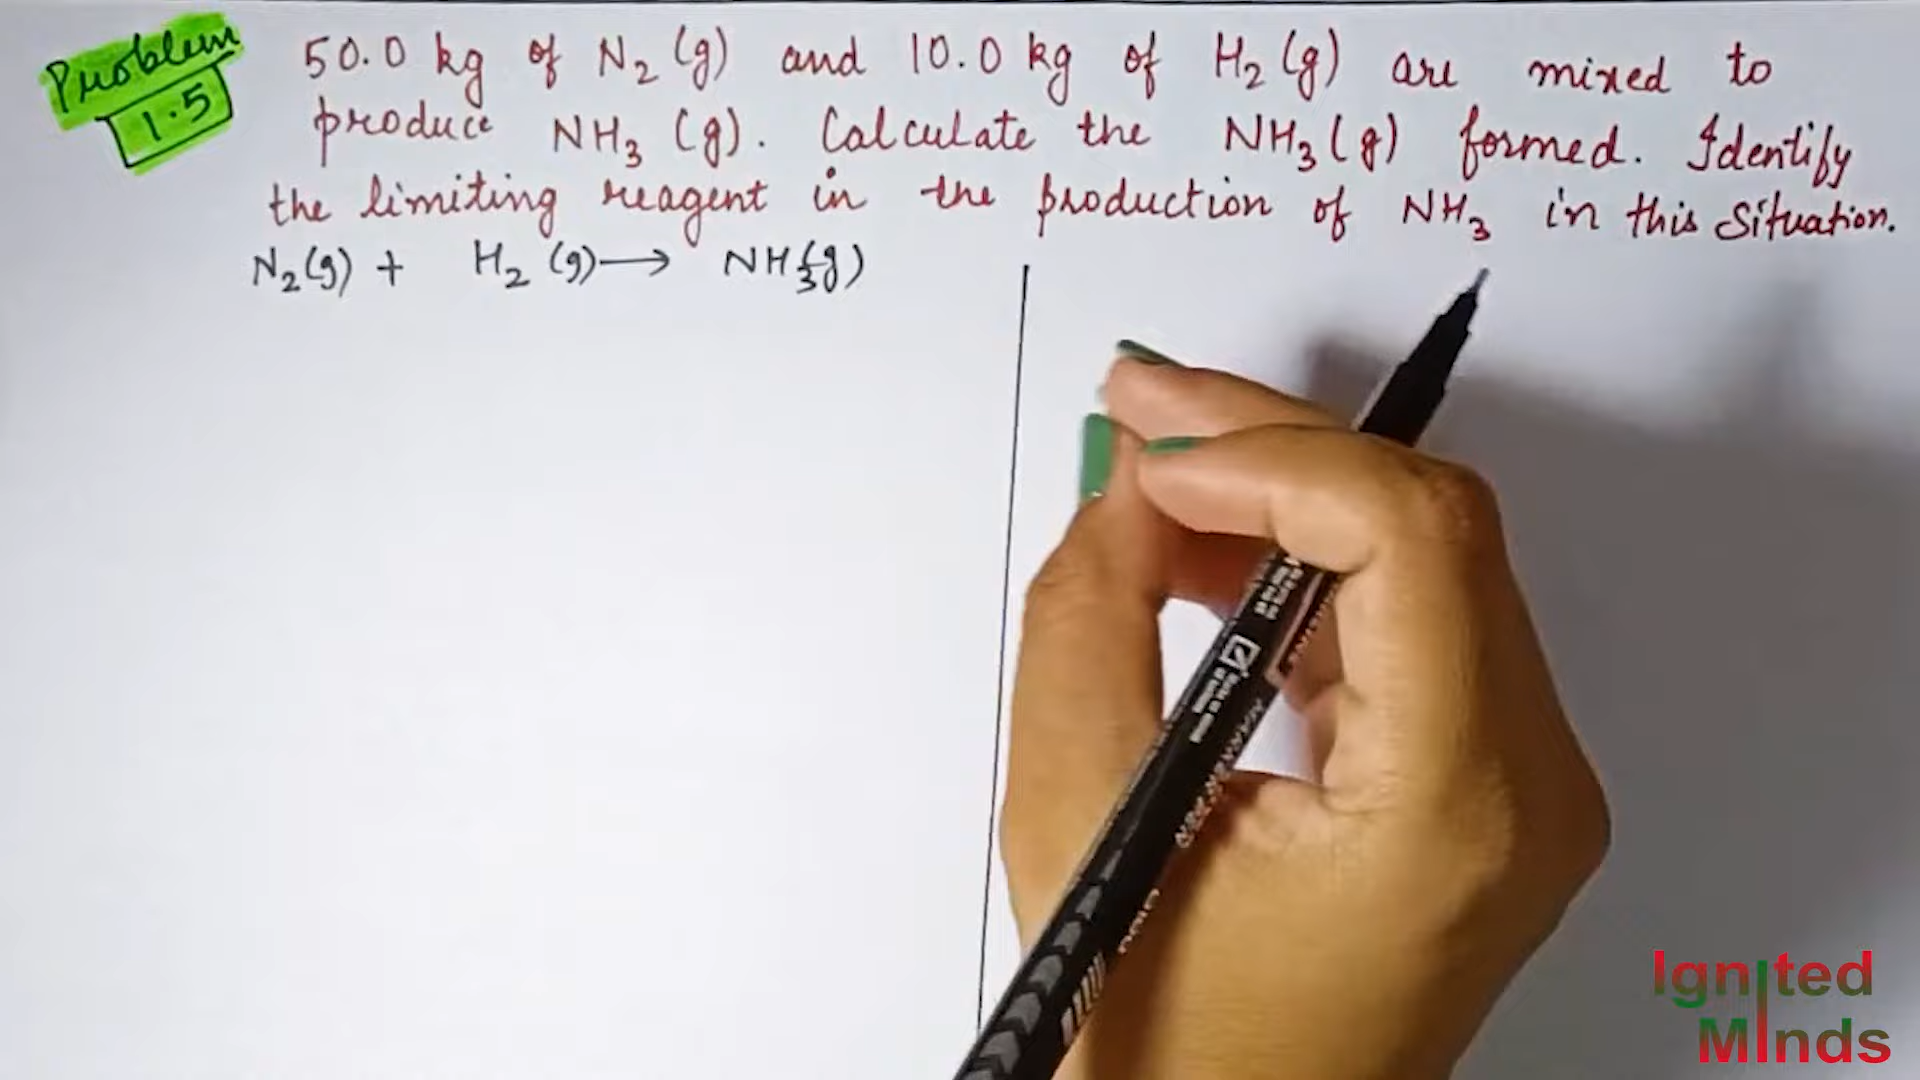 Problem
1.5
50.0 kg of N₂ (g) and 10.0 kg of H₂ (g) are mixed to
produce NH₃ (g). Calculate the NH₃ (g) formed. Identify
the limiting reagent in the production of NH₃ in this Situation.
N₂(g) + H₂ (g) ⟶ NH₃(g)
Ignited
Minds